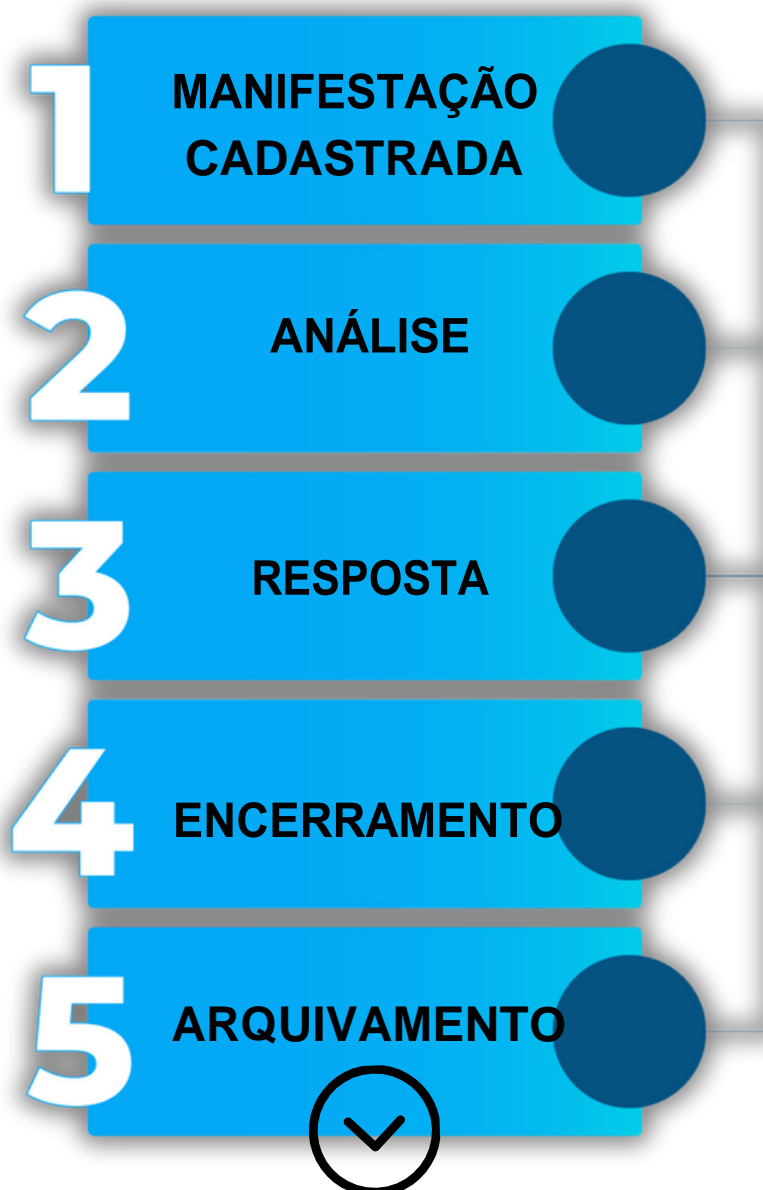 1
MANIFESTAÇÃO
CADASTRADA
2
ANÁLISE
3
RESPOSTA
4
ENCERRAMENTO
5
ARQUIVAMENTO